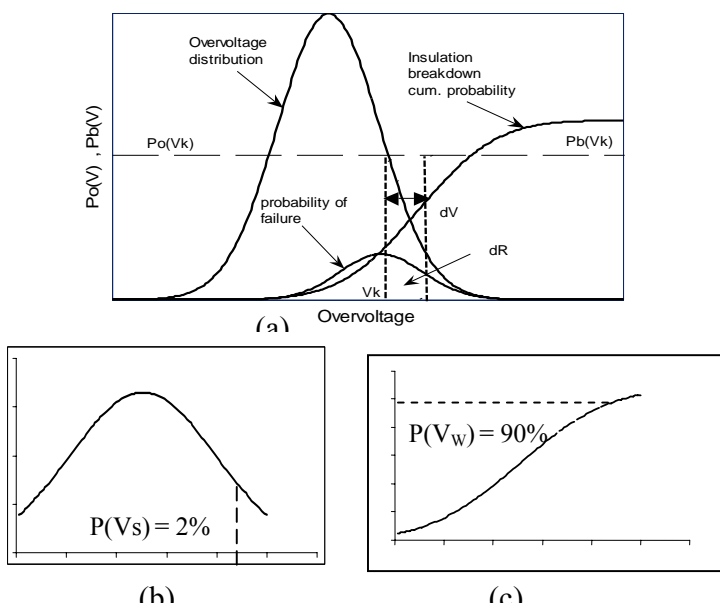 Overvoltage
distribution
Insulation
breakdown
cum. probability
Po(Vk)
Pb(Vk)
Po(V) , Pb(V)
probability of
failure
dV
dR
Vk
Overvoltage
(a)
P(Vs) = 2%
P(VW) = 90%
(b)
(c)